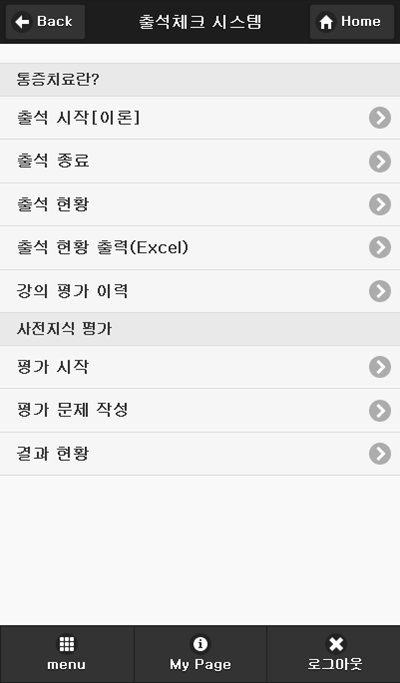 Back
출석체크 시스템
Home
통증치료란?
출석 시작[이론]
출석 종료
출석 현황
출석 현황 출력(Excel)
강의 평가 이력
사전지식 평가
평가 시작
평가 문제 작성
결과 현황
menu
My Page
로그아웃